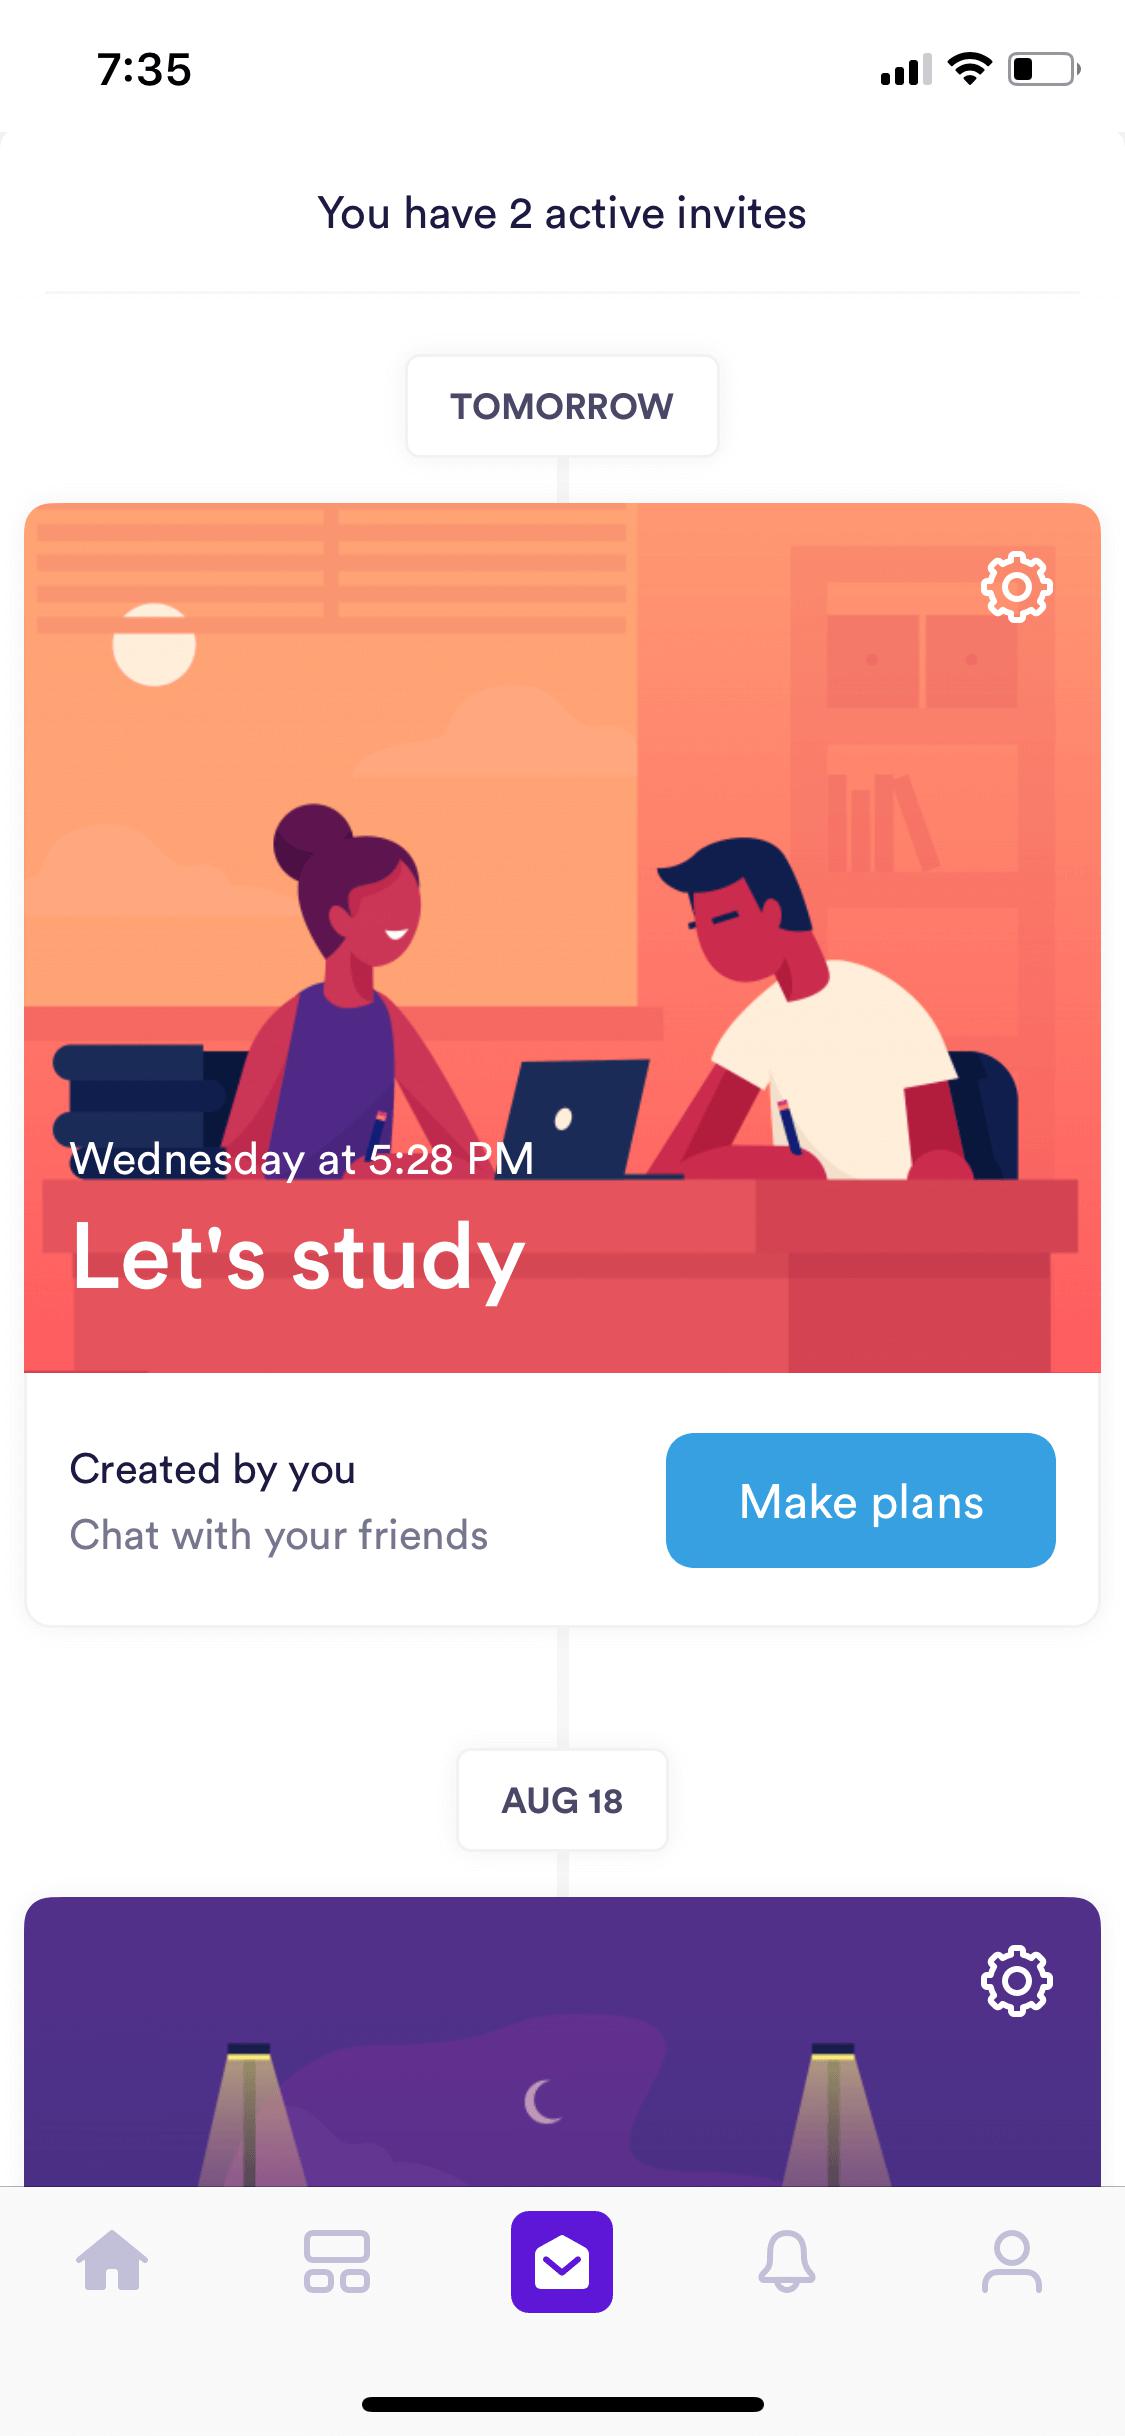 7:35
You have 2 active invites
TOMORROW
Wednesday at 5:28 PM
Let's study
Created by you
Chat with your friends
Make plans
AUG 18